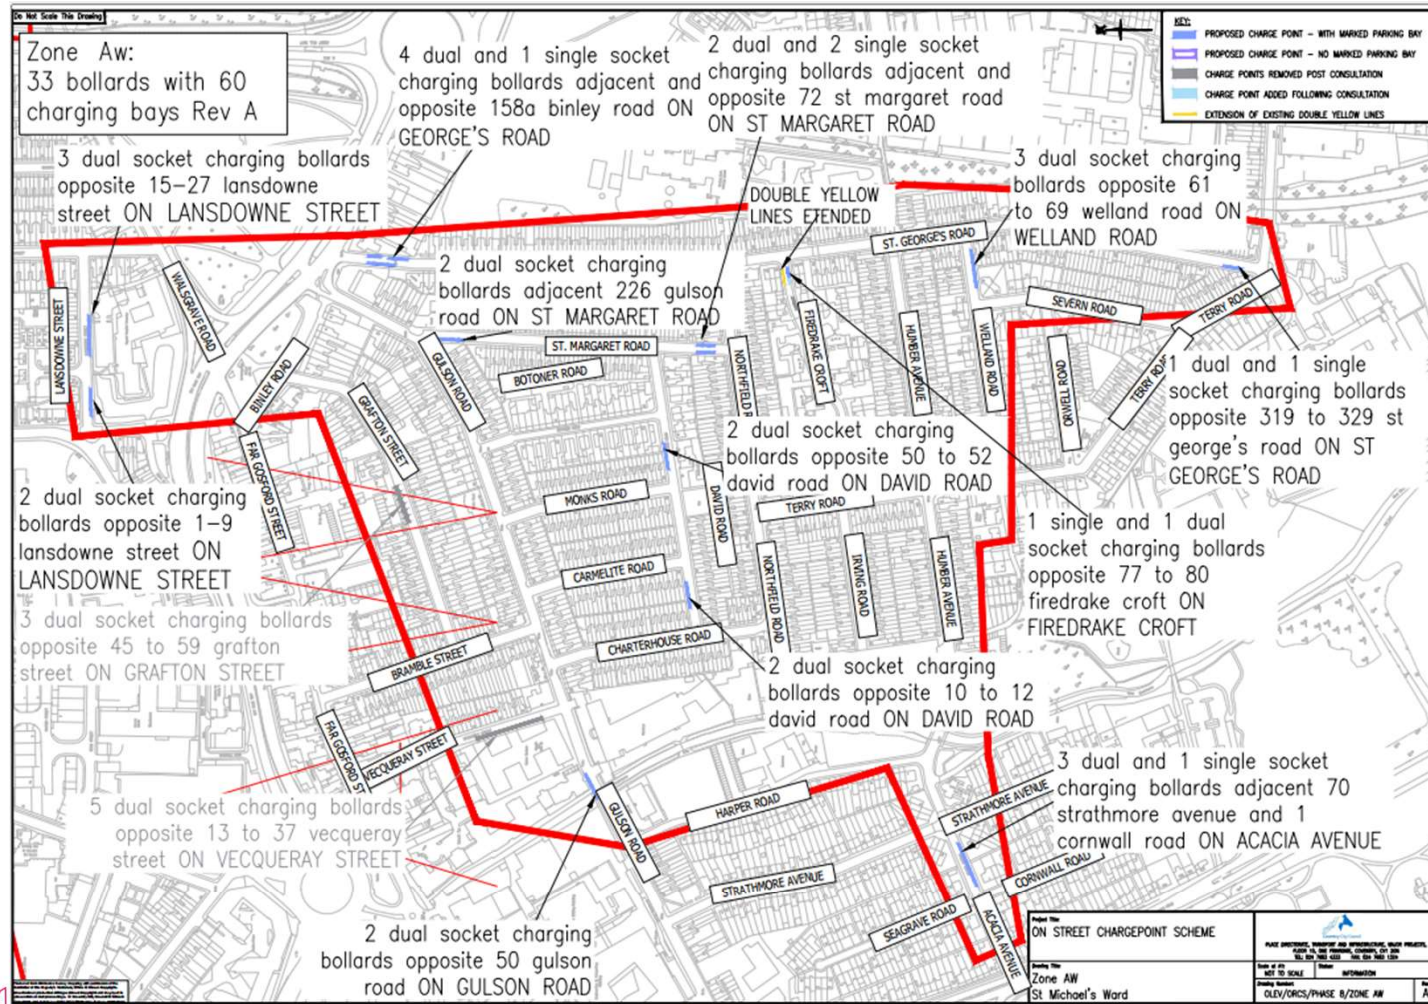 Do Not Scale This Drawing
Zone Aw:
33 bollards with 60
charging bays Rev A
4 dual and 1 single socket
charging bollards adjacent and
opposite 158a binley road ON
GEORGE'S ROAD
2 dual and 2 single socket
charging bollards adjacent and
opposite 72 st margaret road
ON ST MARGARET ROAD
KEY:
PROPOSED CHARGE POINT - WITH MARKED PARKING BAY
PROPOSED CHARGE POINT - NO MARKED PARKING BAY
CHARGE POINTS REMOVED POST CONSULTATION
CHARGE POINT ADDED FOLLOWING CONSULTATION
EXTENSION OF EXISTING DOUBLE YELLOW LINES
3 dual socket charging bollards
opposite 15-27 lansdowne
street ON LANSDOWNE STREET
3 dual socket charging
bollards opposite 61
to 69 welland road ON
WELLAND ROAD
DOUBLE YELLOW
LINES ETENDED
2 dual socket charging
bollards adjacent 226 gulson
road ON ST MARGARET ROAD
ST. GEORGE'S ROAD
SEVERN ROAD
TERRY ROAD
TERRY ROAD
LANSDOWNE STREET
WALSGRAVE ROAD
BINLEY ROAD
GULSON ROAD
ST. MARGARET ROAD
BOTONER ROAD
GRAFTON STREET
FAR GOSFORD STREET
NORTHFIELD R
FIREDRAKE CROFT
HUMBER AVENUE
WELLAND ROAD
ORWELL ROAD
1 dual and 1 single
socket charging bollards
opposite 319 to 329 st
george's road ON ST
GEORGE'S ROAD
2 dual socket charging
bollards opposite 50 to 52
david road ON DAVID ROAD
2 dual socket charging
bollards opposite 1-9
lansdowne street ON
LANSDOWNE STREET
MONKS ROAD
DAVID ROAD
TERRY ROAD
1 single and 1 dual
socket charging bollards
opposite 77 to 80
firedrake croft ON
FIREDRAKE CROFT
CARMELITE ROAD
NORTHFIELD ROAD
IRVING ROAD
HUMBER AVENUE
3 dual socket charging bollards
opposite 45 to 59 grafton
street ON GRAFTON STREET
CHARTERHOUSE ROAD
BRAMBLE STREET
2 dual socket charging
bollards opposite 10 to 12
david road ON DAVID ROAD
FAR GOSFORD ST
VECQUERAY STREET
5 dual socket charging bollards
opposite 13 to 37 vecqueray
street ON VECQUERAY STREET
GULSON ROAD
HARPER ROAD
STRATHMORE AVENUE
3 dual and 1 single socket
charging bollards adjacent 70
strathmore avenue and 1
cornwall road ON ACACIA AVENUE
STRATHMORE AVENUE
CORNWALL ROAD
SEAGRAVE ROAD
ACACIA AVENUE
2 dual socket charging
bollards opposite 50 gulson
road ON GULSON ROAD
Project Title
ON STREET CHARGEPOINT SCHEME
Drawing Title
Zone AW
St Michael's Ward
NOT TO SCALE
Status
INFORMATION
Drawing Number
OLEV/ORCS/PHASE 8/ZONE AW